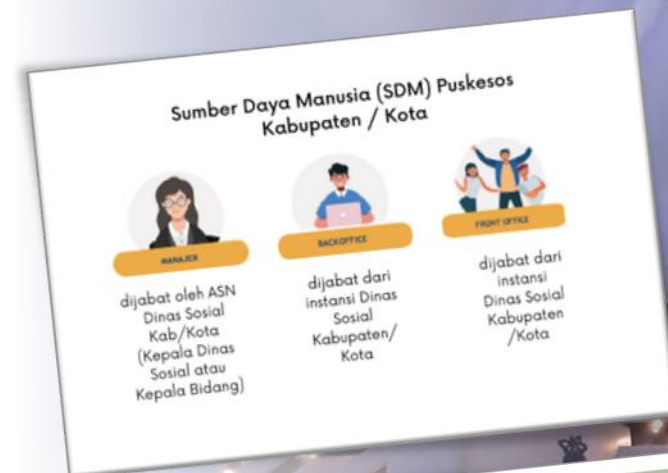 Sumber Daya Manusia (SDM) Puskesos
Kabupaten / Kota
MANAJER
dijabat oleh ASN
Dinas Sosial
Kab/Kota
(Kepala Dinas
Sosial atau
Kepala Bidang)
BACKOFFICE
dijabat dari
instansi Dinas
Sosial
Kabupaten/
Kota
FRONT OFFICE
dijabat dari
instansi
Dinas Sosial
Kabupaten
/Kota